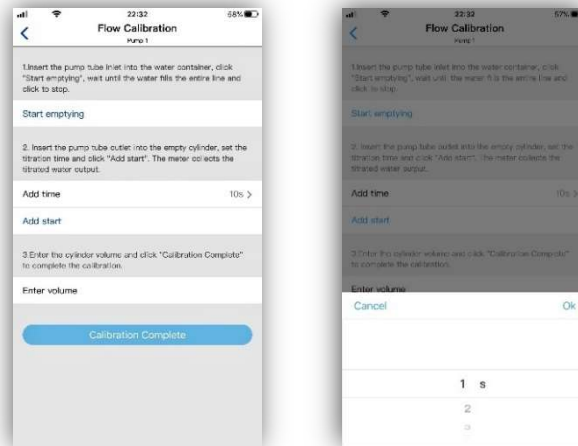 22:32
68%
Flow Calibration
Pump 1
1.Insert the pump tube inlet into the water container, click
"Start emptying", wait until the water fills the entire line and
click to stop.
Start emptying
2. Insert the pump tube outlet into the empty cylinder, set the
titration time and click "Add start". The meter collects the
titrated water output.
Add time
10s >
Add start
3.Enter the cylinder volume and click "Calibration Complete"
to complete the calibration.
Enter volume
Calibration Complete
22:32
57%
Flow Calibration
Pump 1
1.Insert the pump tube inlet into the water container, click
"Start emptying", wait until the water fills the entire line and
click to stop.
Start emptying
2. Insert the pump tube outlet into the empty cylinder, set the
titration time and click "Add start". The meter collects the
titrated water output.
Add time
10s
Add start
3.Enter the cylinder volume and click "Calibration Complete"
to complete the calibration.
Enter volume
Cancel
Ok
1 s
2
3